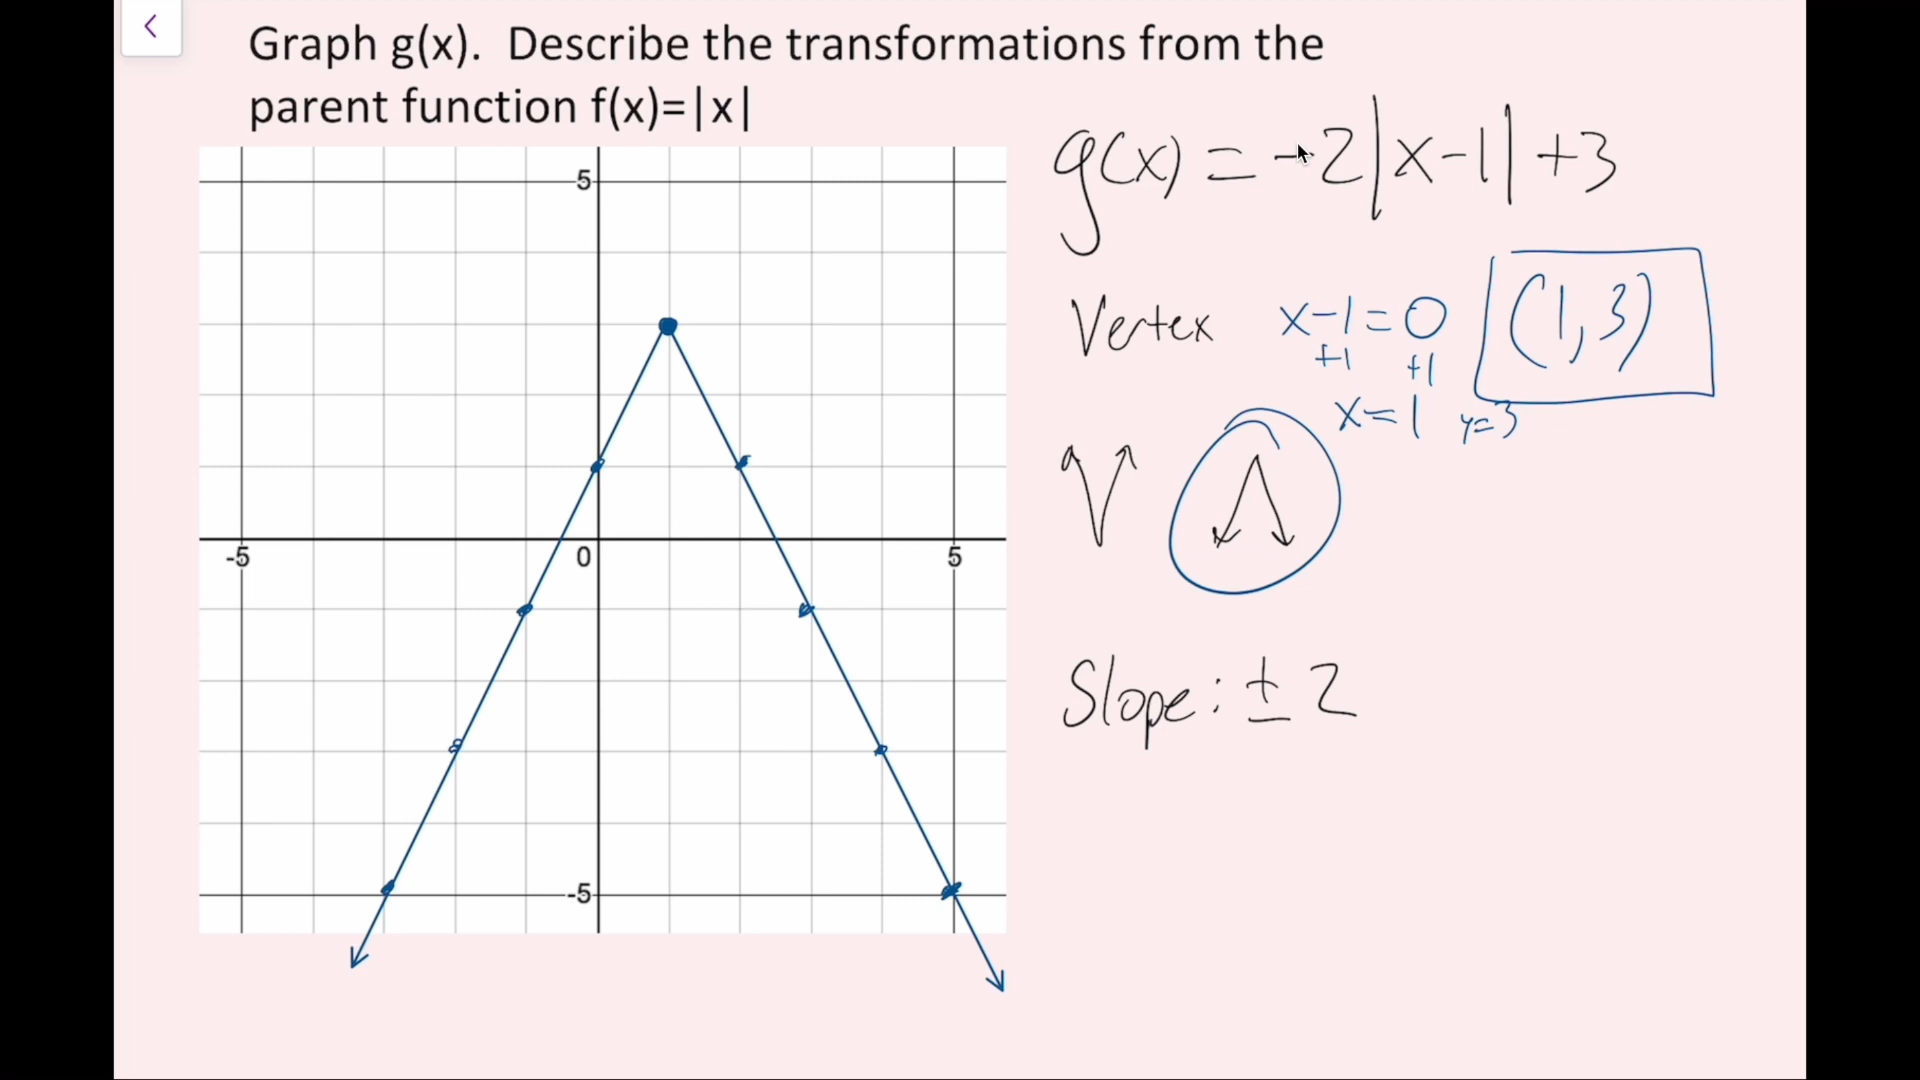 Graph g(x). Describe the transformations from the
parent function f(x)=|x|
g(x) = -2|x-1|+3
5
-5
0
5
-5
Vertex x-1=0 (1,3)
+1 +1
x=1 y=3
Slope: ± 2